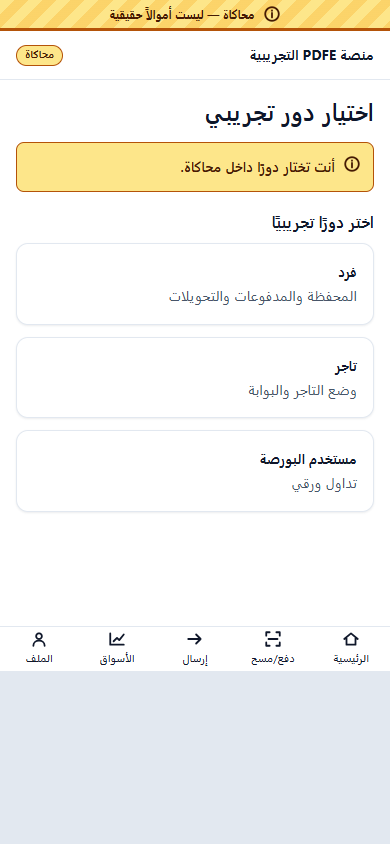 محاكاة — ليست أموالاً حقيقية
منصة PDFE التجريبية
محاكاة
اختيار دور تجريبي
أنت تختار دورًا داخل محاكاة.
اختر دورًا تجريبيًا
فرد
المحفظة والمدفوعات والتحويلات
تاجر
وضع التاجر والبوابة
مستخدم البورصة
تداول ورقي
الرئيسية
دفع/مسح
إرسال
الأسواق
الملف